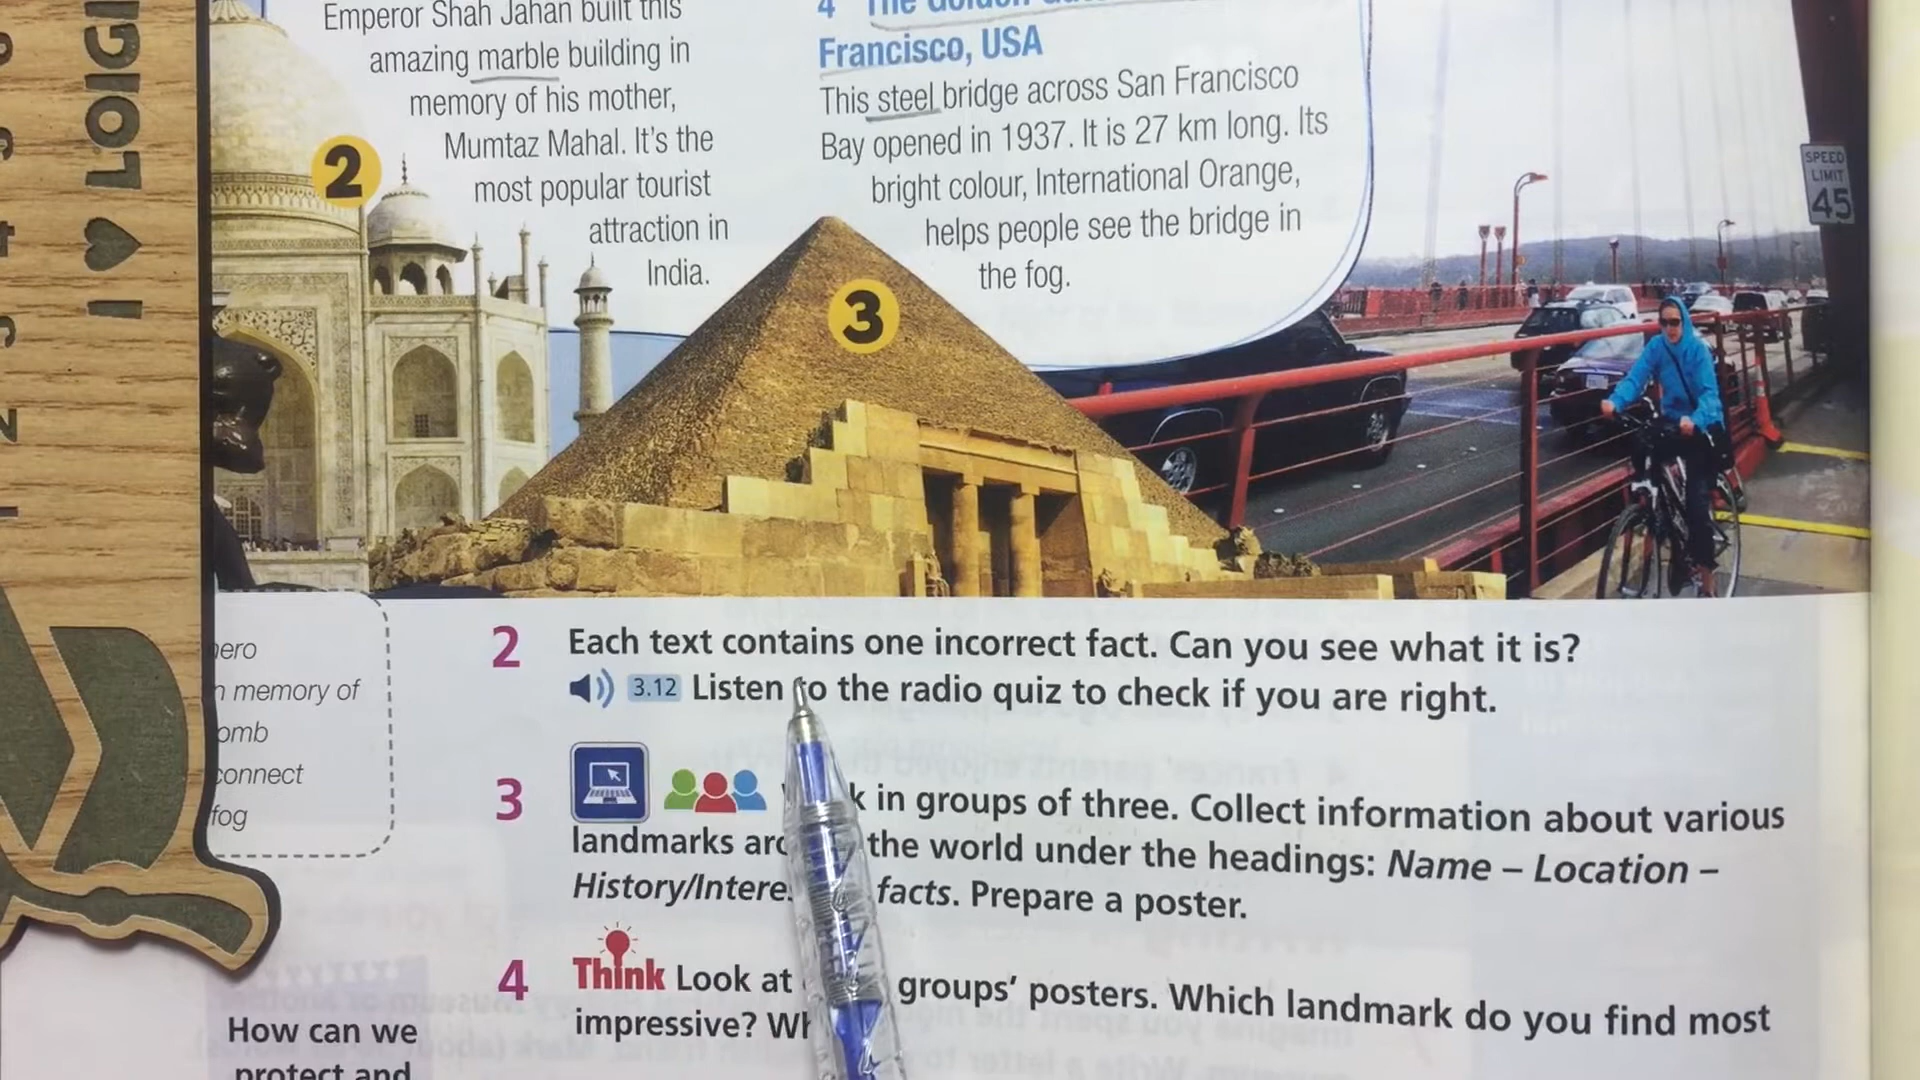 I ♥ LOIGI
Emperor Shah Jahan built this
amazing marble building in
memory of his mother,
Mumtaz Mahal. It's the
most popular tourist
attraction in
India.
2
4 The Golden
Francisco, USA
This steel bridge across San Francisco
Bay opened in 1937. It is 27 km long. Its
bright colour, International Orange,
helps people see the bridge in
the fog.
3
SPEED
LIMIT
45
2 Each text contains one incorrect fact. Can you see what it is?
3.12 Listen to the radio quiz to check if you are right.
3 k in groups of three. Collect information about various
landmarks the world under the headings: Name – Location –
History/Intere facts. Prepare a poster.
4 Think Look at groups' posters. Which landmark do you find most
impressive?
ero
memory of
omb
connect
fog
How can we
protect and